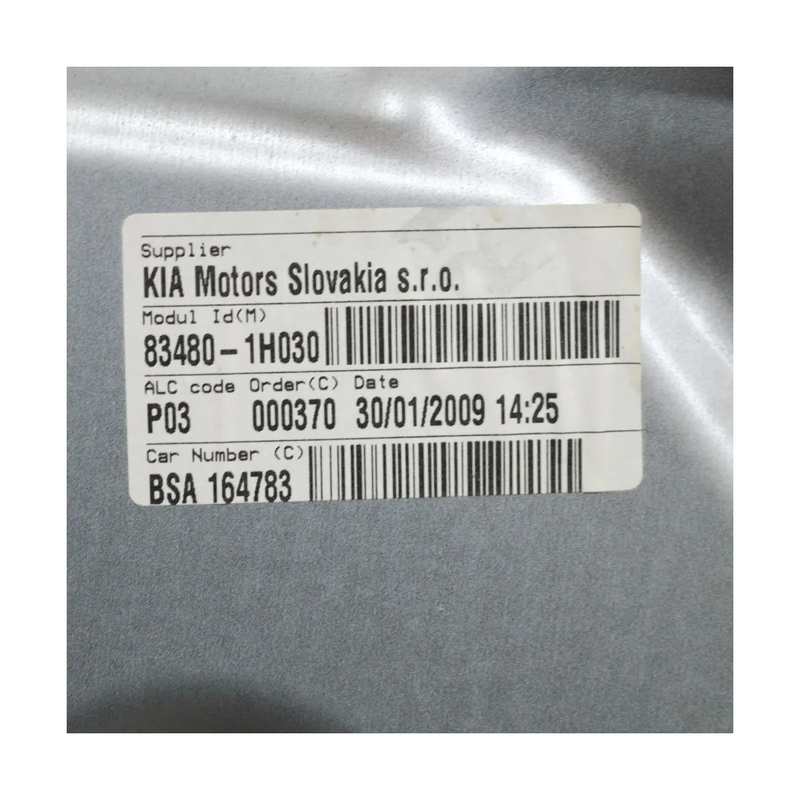 Supplier
KIA Motors Slovakia s.r.o.
Modul Id(M)
83480-1H030
ALC code Order(C) Date
P03 000370 30/01/2009 14:25
Car Number (C)
BSA 164783